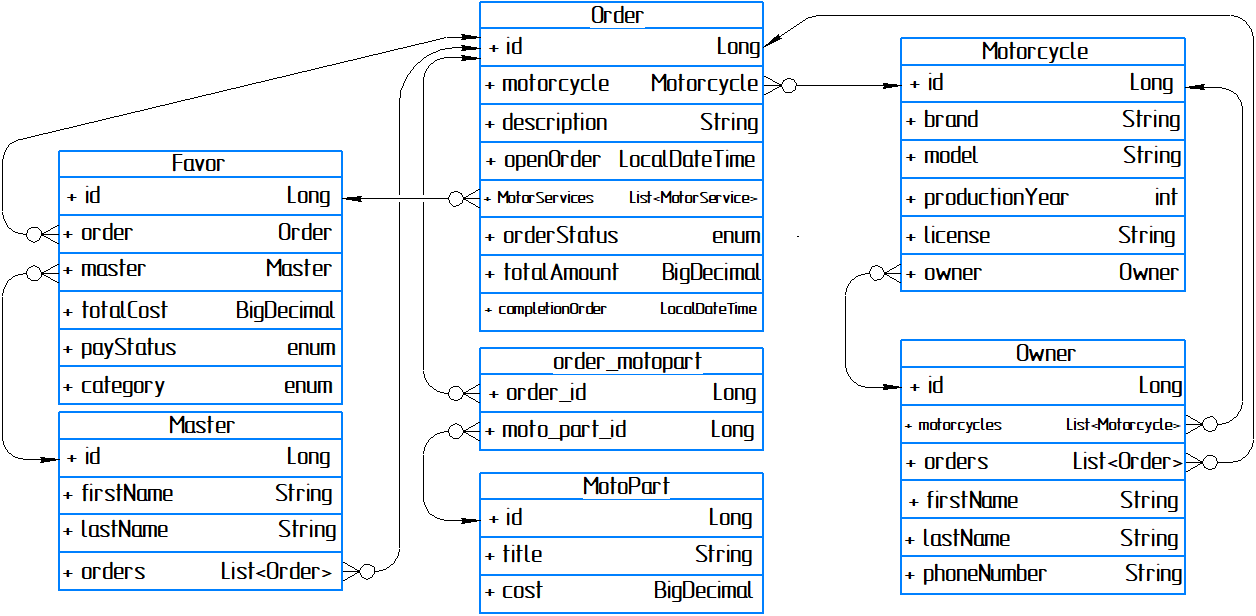 Order
+ id Long
+ motorcycle Motorcycle
+ description String
+ openOrder LocalDateTime
+ MotorServices List<MotorService>
+ orderStatus enum
+ totalAmount BigDecimal
+ completionOrder LocalDateTime
Motorcycle
+ id Long
+ brand String
+ model String
+ productionYear int
+ license String
+ owner Owner
Favor
+ id Long
+ order Order
+ master Master
+ totalCost BigDecimal
+ payStatus enum
+ category enum
order_motopart
+ order_id Long
+ moto_part_id Long
Owner
+ id Long
+ motorcycles List<Motorcycle>
+ orders List<Order>
+ firstName String
+ lastName String
+ phoneNumber String
Master
+ id Long
+ firstName String
+ lastName String
+ orders List<Order>
MotoPart
+ id Long
+ title String
+ cost BigDecimal